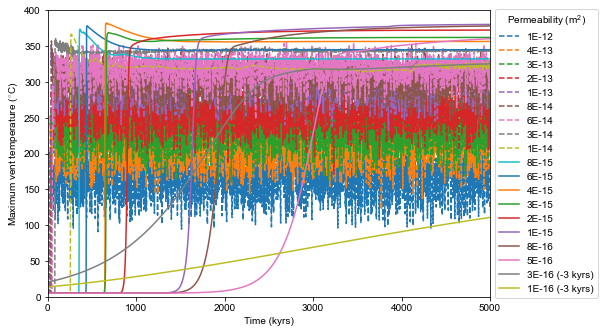 Permeability (m²)
1E-12
4E-13
3E-13
2E-13
1E-13
8E-14
6E-14
3E-14
1E-14
8E-15
6E-15
4E-15
3E-15
2E-15
1E-15
8E-16
5E-16
3E-16 (-3 kyrs)
1E-16 (-3 kyrs)
Maximum vent temperature (°C)
400
350
300
250
200
150
100
50
0
0 1000 2000 3000 4000 5000
Time (kyrs)